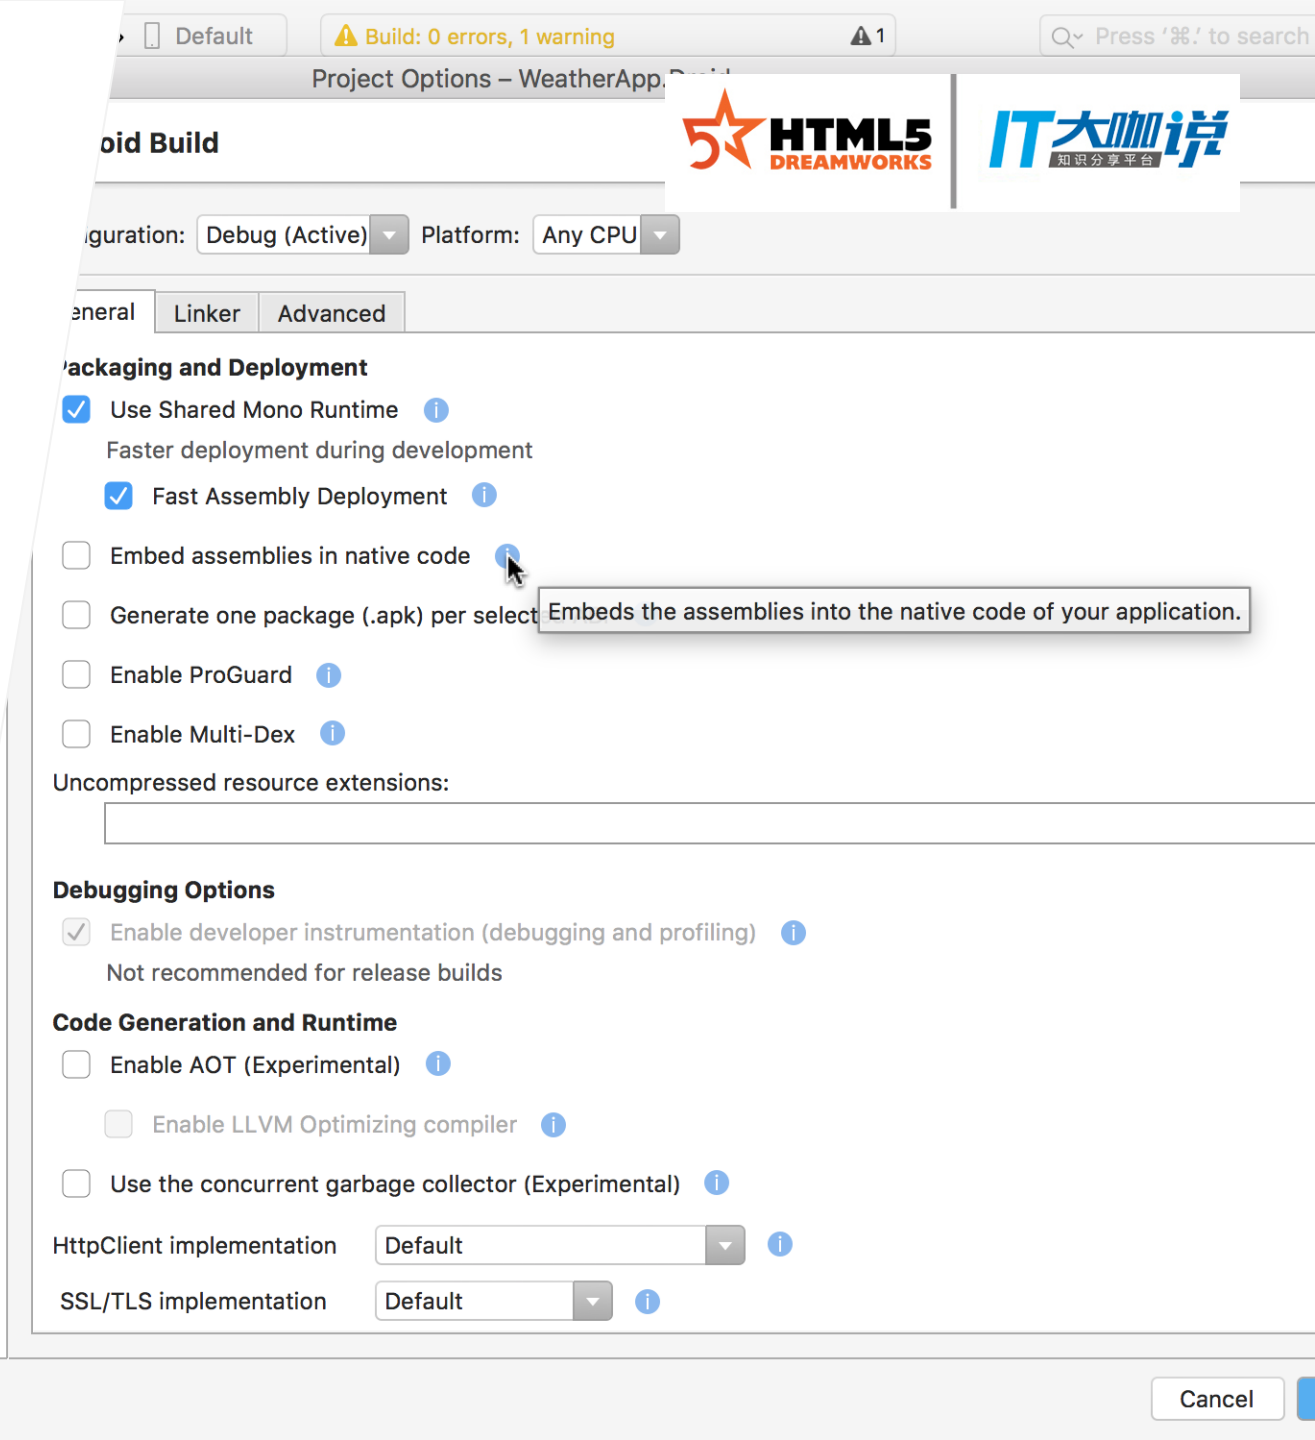 Default
Build: 0 errors, 1 warning
1
Press ‘⌘.’ to search
Project Options – WeatherApp.
HTML5
DREAMWORKS
IT大咖说
知识分享平台
Build
Debug (Active)
Platform:
Any CPU
Linker
Advanced
Packaging and Deployment
Use Shared Mono Runtime
Faster deployment during development
Fast Assembly Deployment
Embed assemblies in native code
Embeds the assemblies into the native code of your application.
Generate one package (.apk) per select
Enable ProGuard
Enable Multi-Dex
Uncompressed resource extensions:
Debugging Options
Enable developer instrumentation (debugging and profiling)
Not recommended for release builds
Code Generation and Runtime
Enable AOT (Experimental)
Enable LLVM Optimizing compiler
Use the concurrent garbage collector (Experimental)
HttpClient implementation
Default
SSL/TLS implementation
Default
Cancel